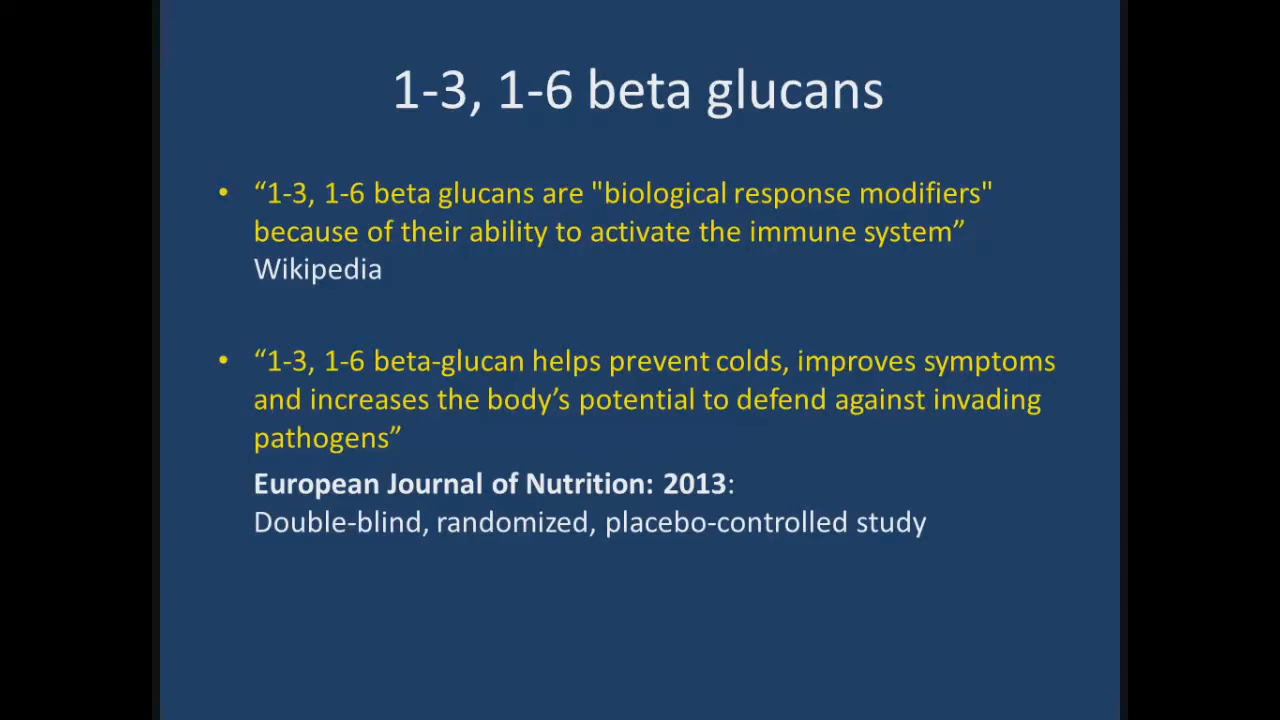 1-3, 1-6 beta glucans
• “1-3, 1-6 beta glucans are "biological response modifiers"
because of their ability to activate the immune system”
Wikipedia
• “1-3, 1-6 beta-glucan helps prevent colds, improves symptoms
and increases the body’s potential to defend against invading
pathogens”
European Journal of Nutrition: 2013:
Double-blind, randomized, placebo-controlled study